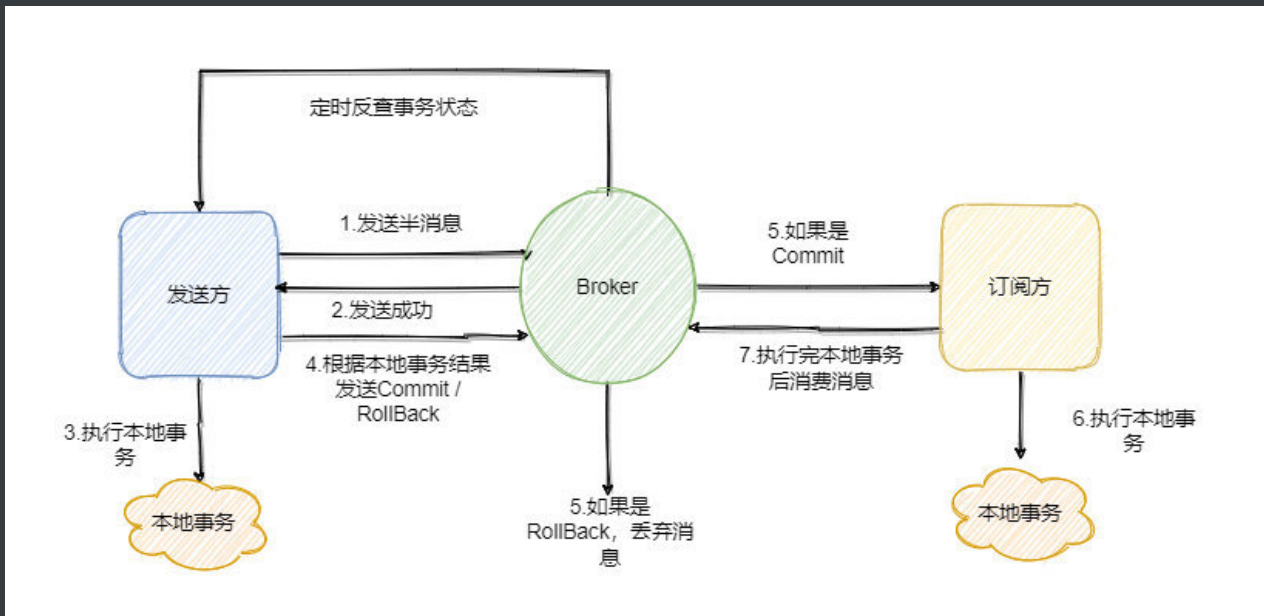 定时反查事务状态
1.发送半消息
5.如果是
Commit
发送方
Broker
订阅方
2.发送成功
4.根据本地事务结果
发送Commit /
RollBack
7.执行完本地事务
后消费消息
3.执行本地事
务
6.执行本地事
务
本地事务
5.如果是
RollBack，丢弃消
息
本地事务